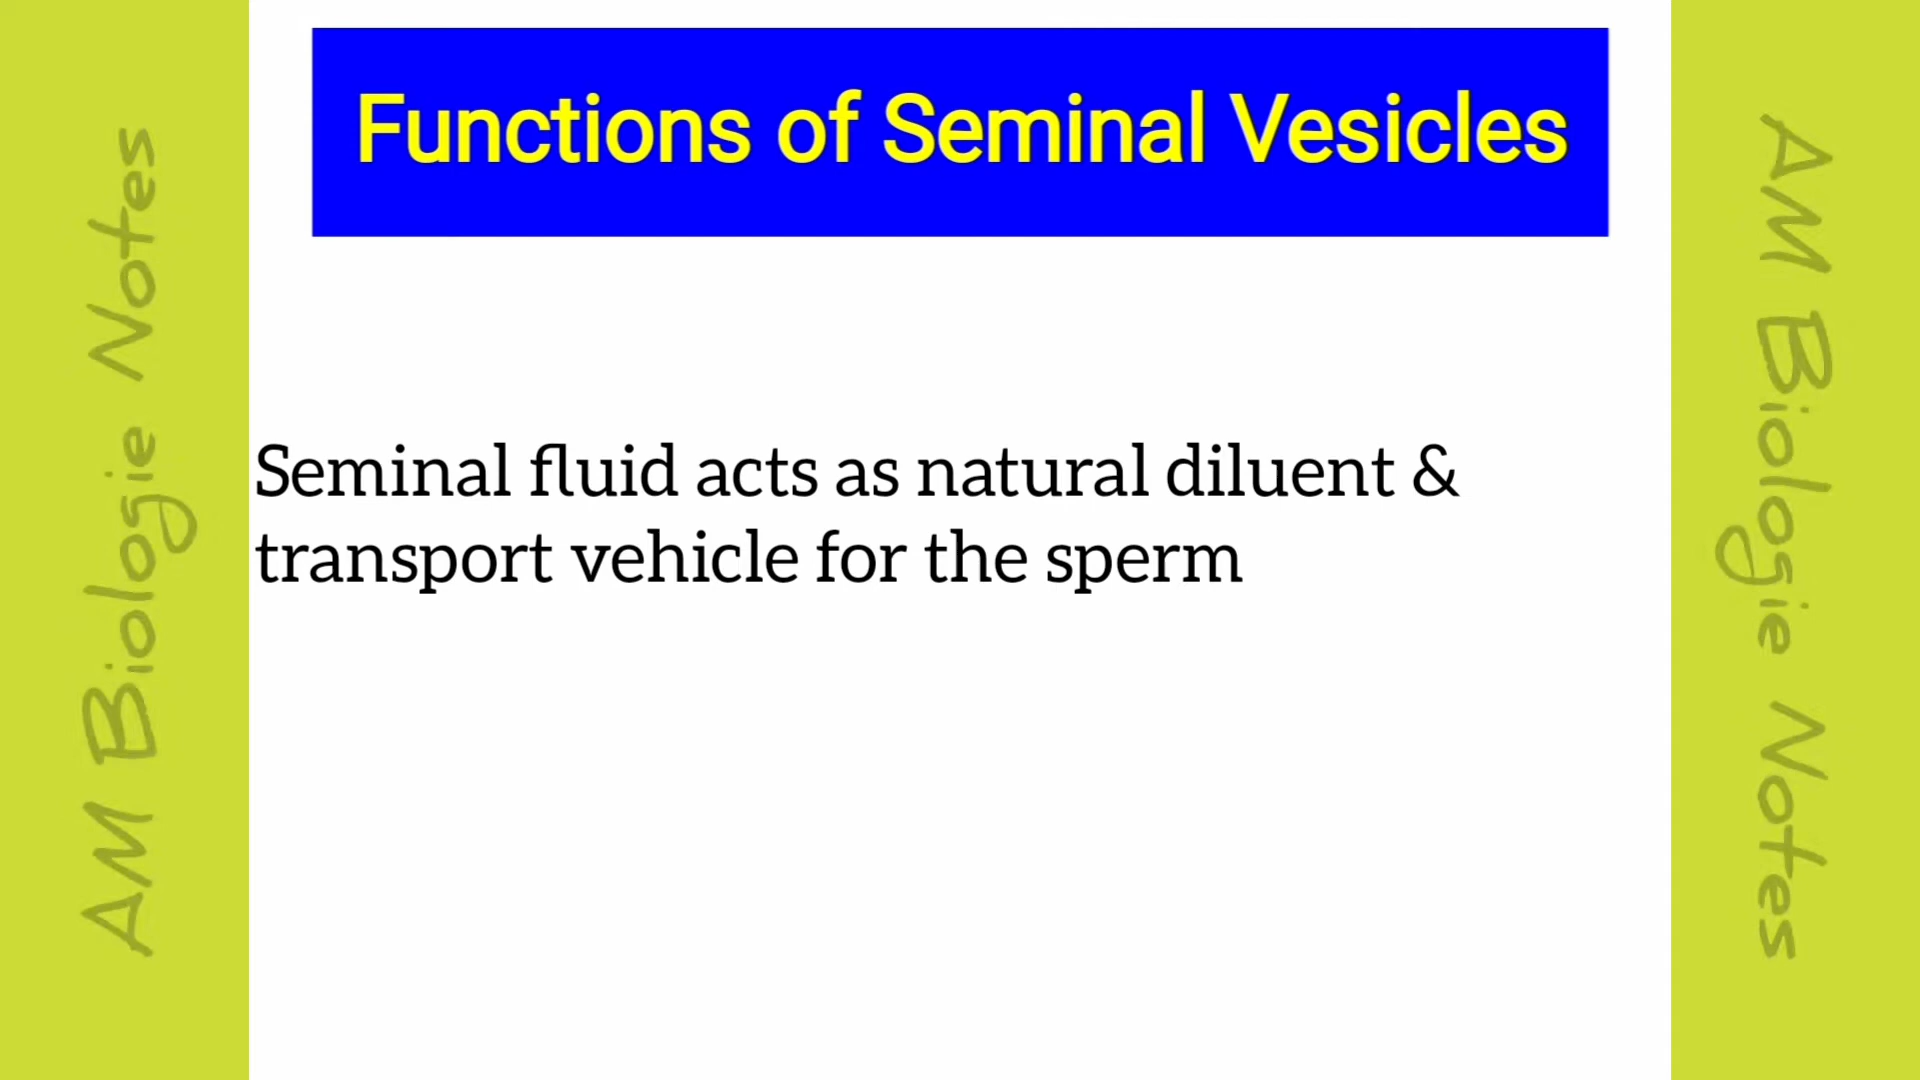 Functions of Seminal Vesicles
Seminal fluid acts as natural diluent &
transport vehicle for the sperm
AM Biologie Notes
AM Biologie Notes